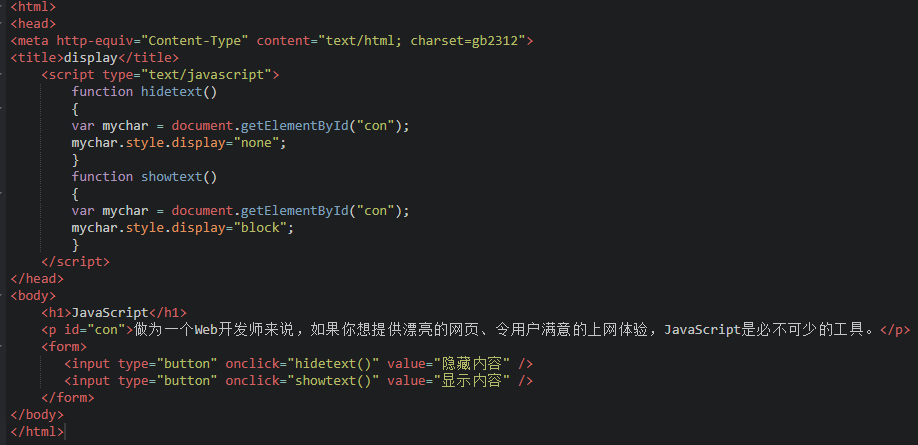 <html>
<head>
<meta http-equiv="Content-Type" content="text/html; charset=gb2312">
<title>display</title>
    <script type="text/javascript">
        function hidetext()
        {
        var mychar = document.getElementById("con");
        mychar.style.display="none";
        }
        function showtext()
        {
        var mychar = document.getElementById("con");
        mychar.style.display="block";
        }
    </script>
</head>
<body>
    <h1>JavaScript</h1>
    <p id="con">做为一个Web开发师来说，如果你想提供漂亮的网页、令用户满意的上网体验，JavaScript是必不可少的工具。</p>
    <form>
       <input type="button" onclick="hidetext()" value="隐藏内容" />
       <input type="button" onclick="showtext()" value="显示内容" />
    </form>
</body>
</html>